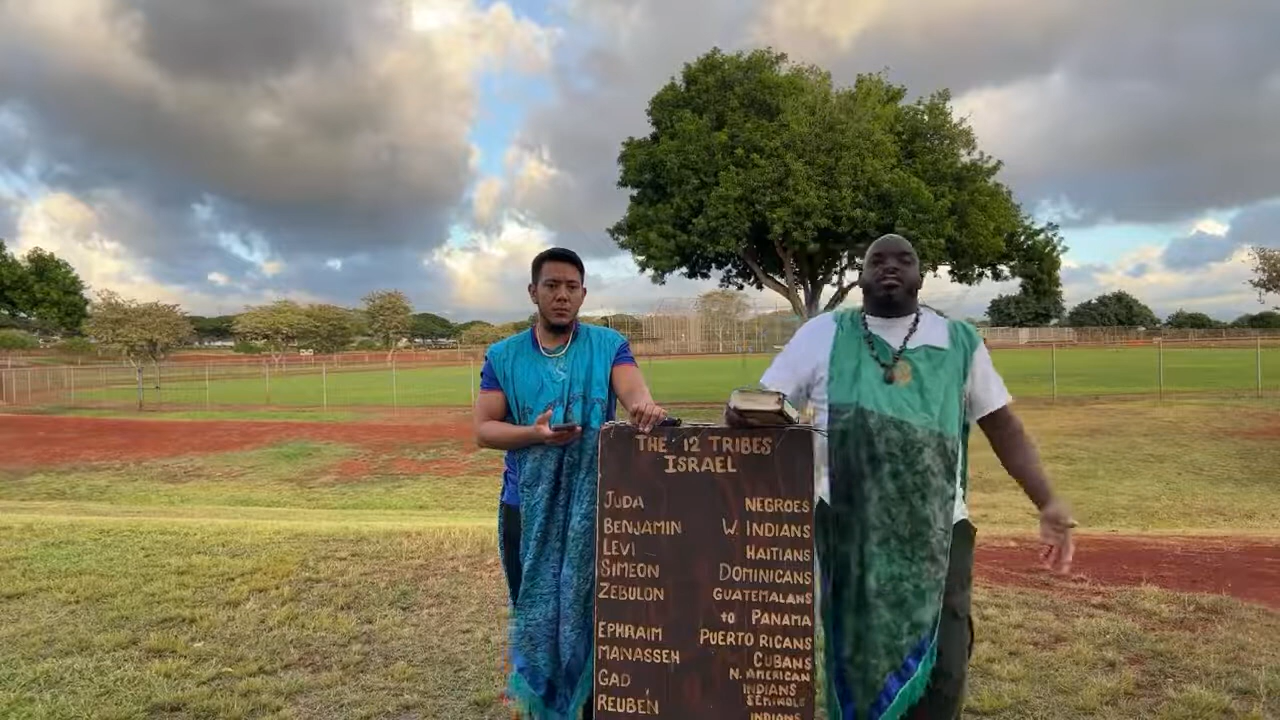 THE 12 TRIBES
ISRAEL
JUDA NEGROES
BENJAMIN W. INDIANS
LEVI HAITIANS
SIMEON DOMINICANS
ZEBULON GUATEMALANS
to PANAMA
EPHRAIM PUERTO RICANS
MANASSEH CUBANS
GAD N. AMERICAN
INDIANS
REUBEN SEMINOLE
INDIANS